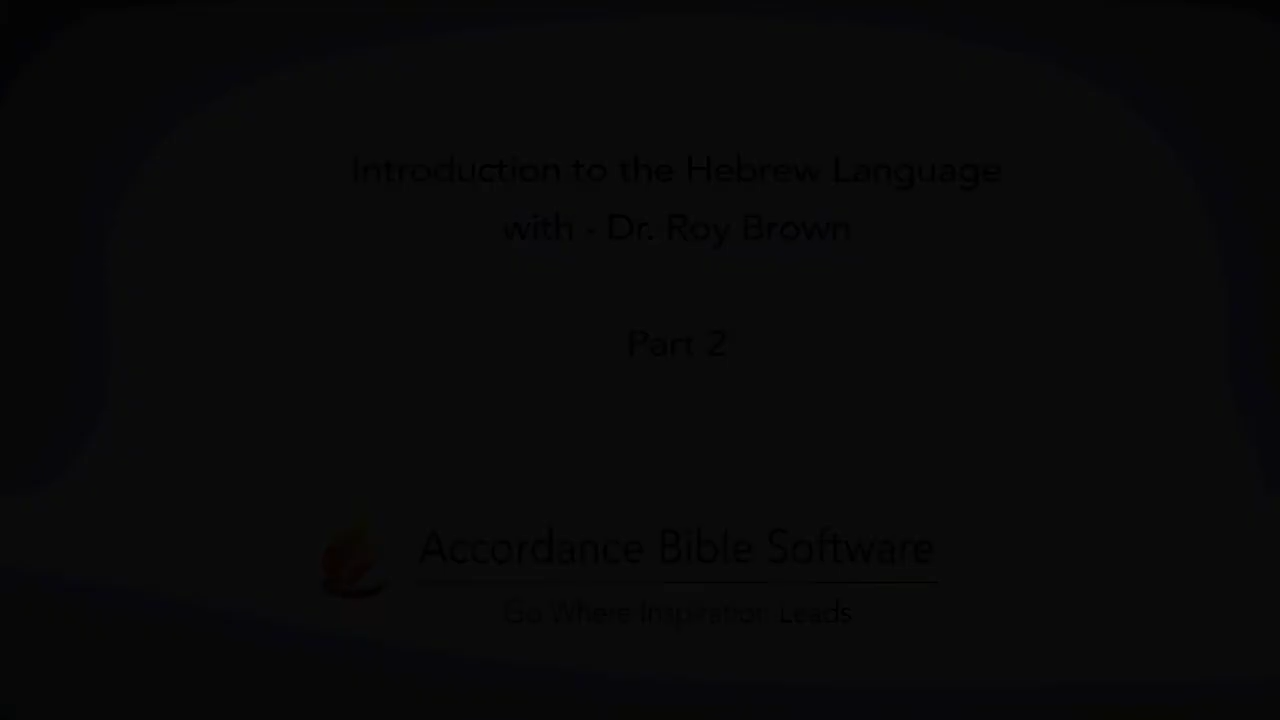 Introduction to the Hebrew Language
with - Dr. Roy Brown
Part 2
Accordance Bible Software
Go Where Inspiration Leads